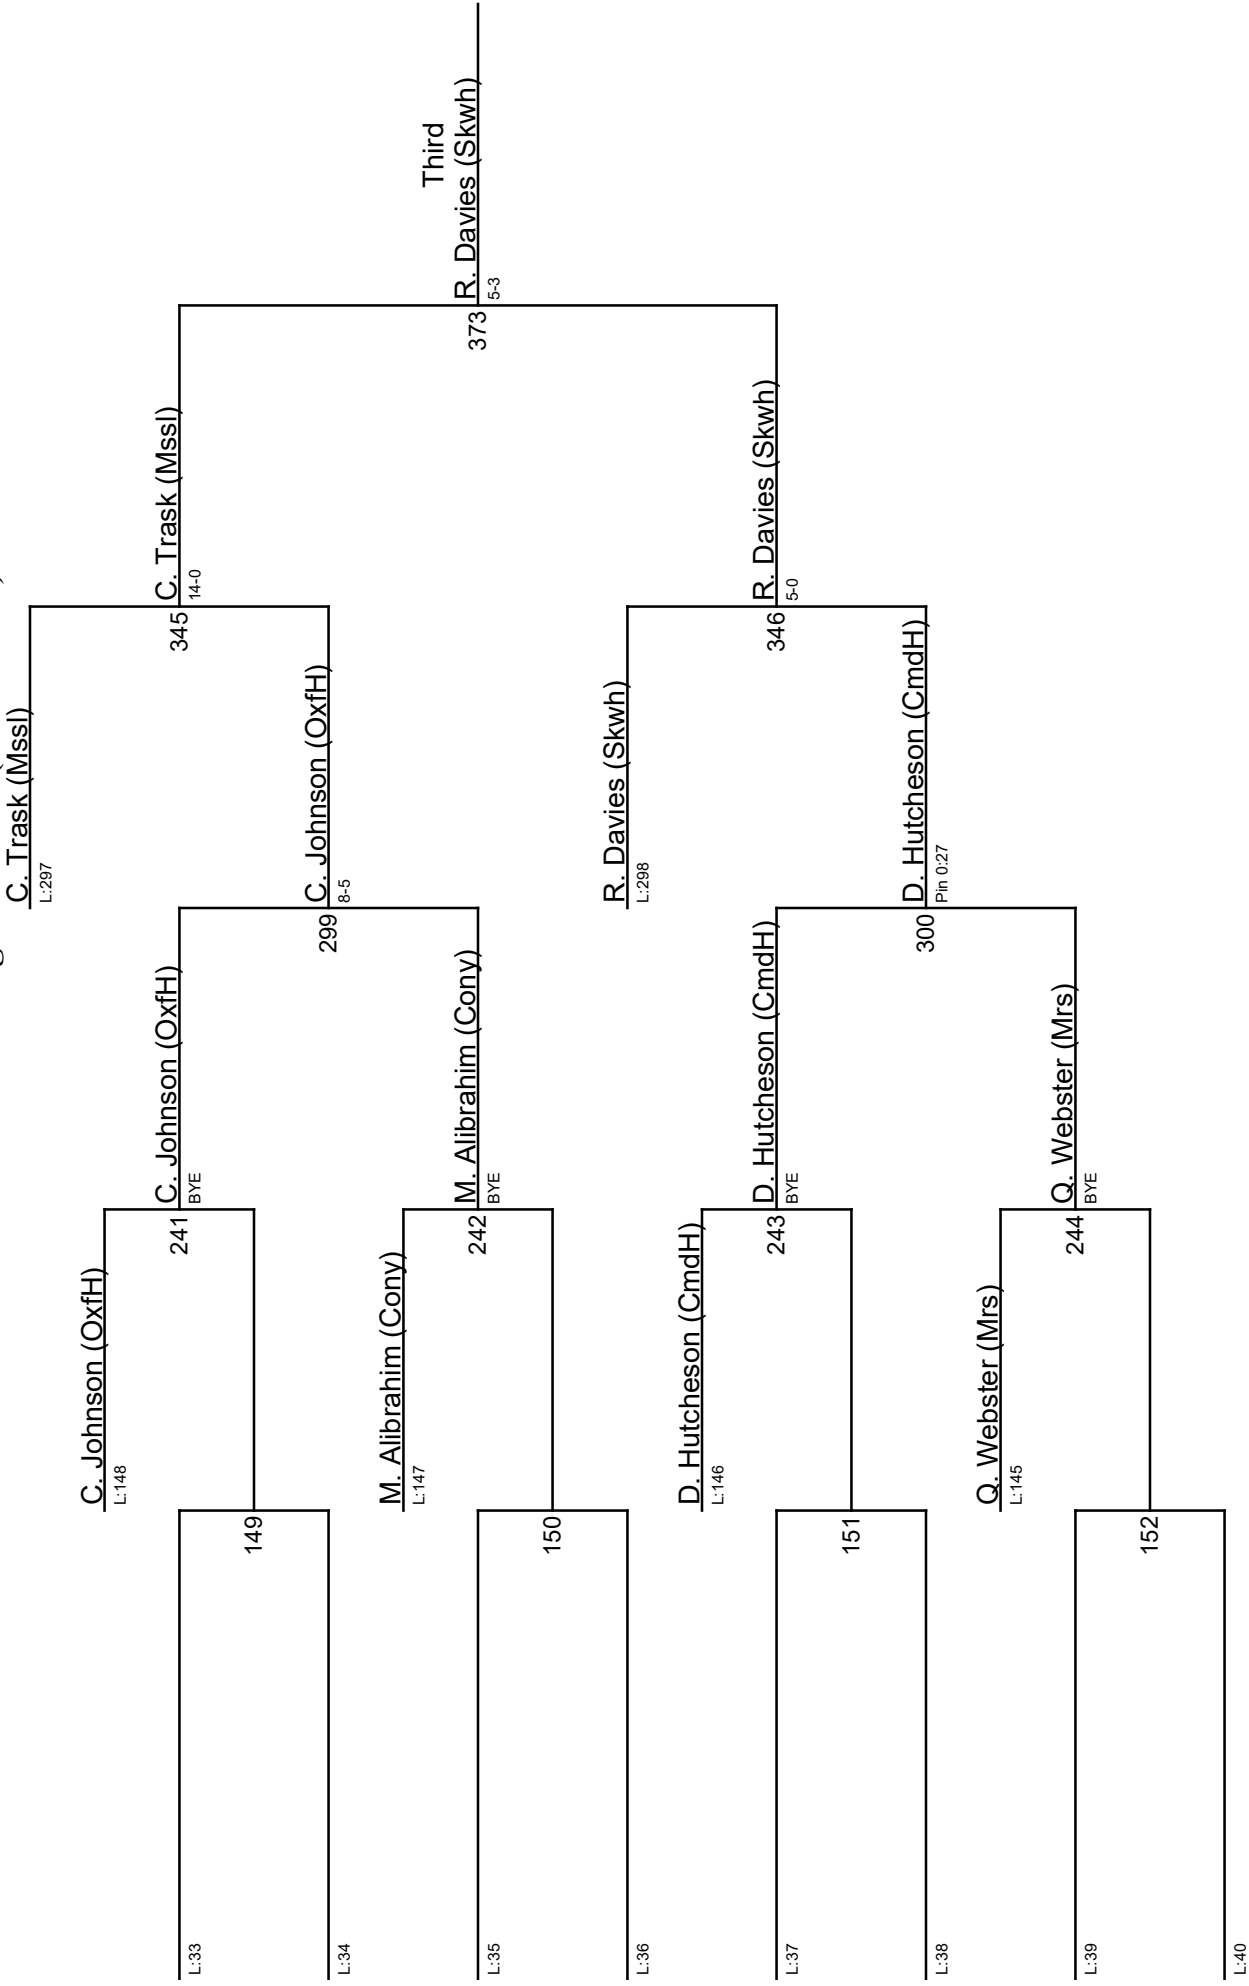 C. Trask (Mssl)
L:297
C. Johnson (OxfH)
L:148
L:33
149
L:34
241
C. Johnson (OxfH)
BYE
299
C. Johnson (OxfH)
8-5
345
C. Trask (Mssl)
14-0
M. Alibrahim (Cony)
L:147
L:35
150
L:36
242
M. Alibrahim (Cony)
BYE
373
Third
R. Davies (Skwh)
5-3
R. Davies (Skwh)
L:298
D. Hutcheson (CmdH)
L:146
L:37
151
L:38
243
D. Hutcheson (CmdH)
BYE
300
D. Hutcheson (CmdH)
Pin 0:27
346
R. Davies (Skwh)
5-0
Q. Webster (Mrs)
L:145
L:39
152
L:40
244
Q. Webster (Mrs)
BYE